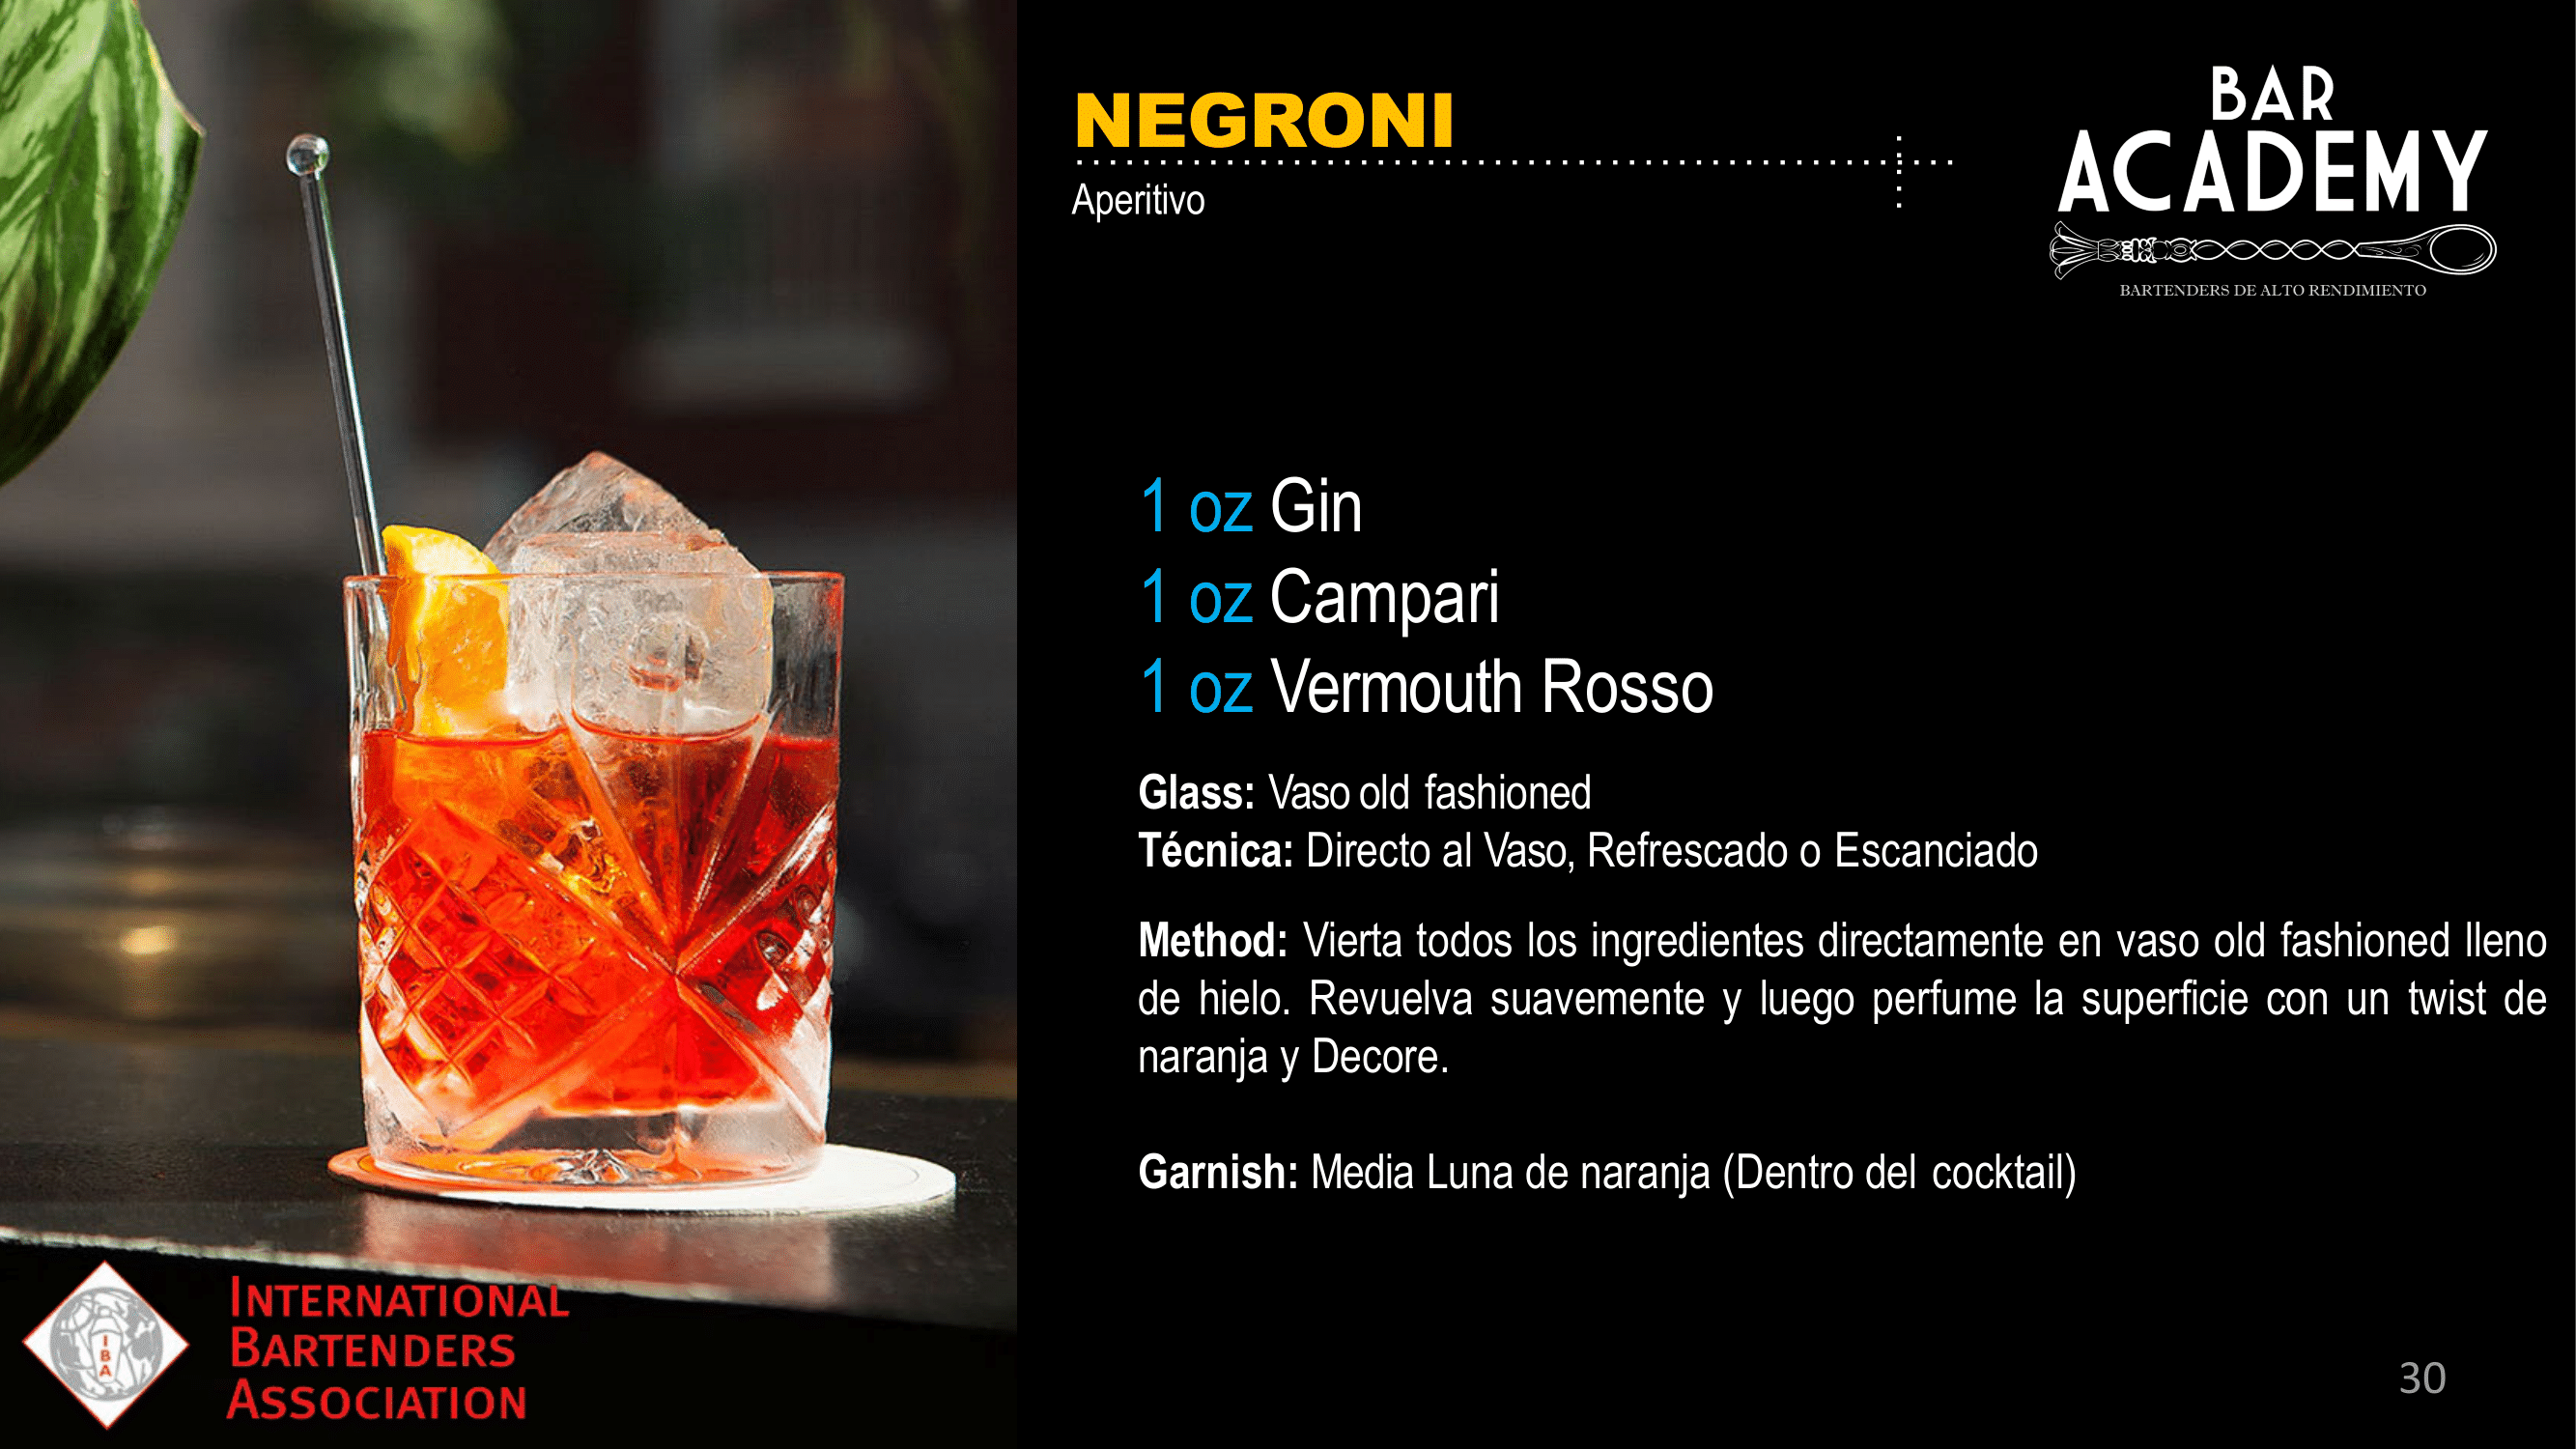 NEGRONI
Aperitivo
BAR
ACADEMY
BARTENDERS DE ALTO RENDIMIENTO
1 oz Gin
1 oz Campari
1 oz Vermouth Rosso
Glass: Vaso old fashioned
Técnica: Directo al Vaso, Refrescado o Escanciado
Method: Vierta todos los ingredientes directamente en vaso old fashioned lleno
de hielo. Revuelva suavemente y luego perfume la superficie con un twist de
naranja y Decore.
Garnish: Media Luna de naranja (Dentro del cocktail)
IBA
INTERNATIONAL
BARTENDERS
ASSOCIATION
30